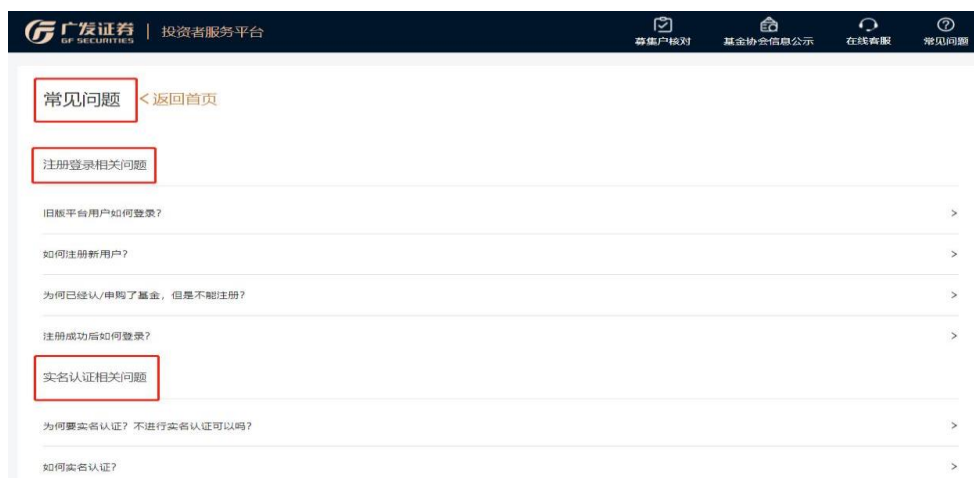 广发证券 | 投资者服务平台
GF SECURITIES
募集户核对
基金协会信息公示
在线客服
常见问题
常见问题 <返回首页
注册登录相关问题
旧版平台用户如何登录? >
如何注册新用户? >
为何已经认/申购了基金,但是不能注册? >
注册成功后如何登录? >
实名认证相关问题
为何要实名认证?不进行实名认证可以吗? >
如何实名认证? >